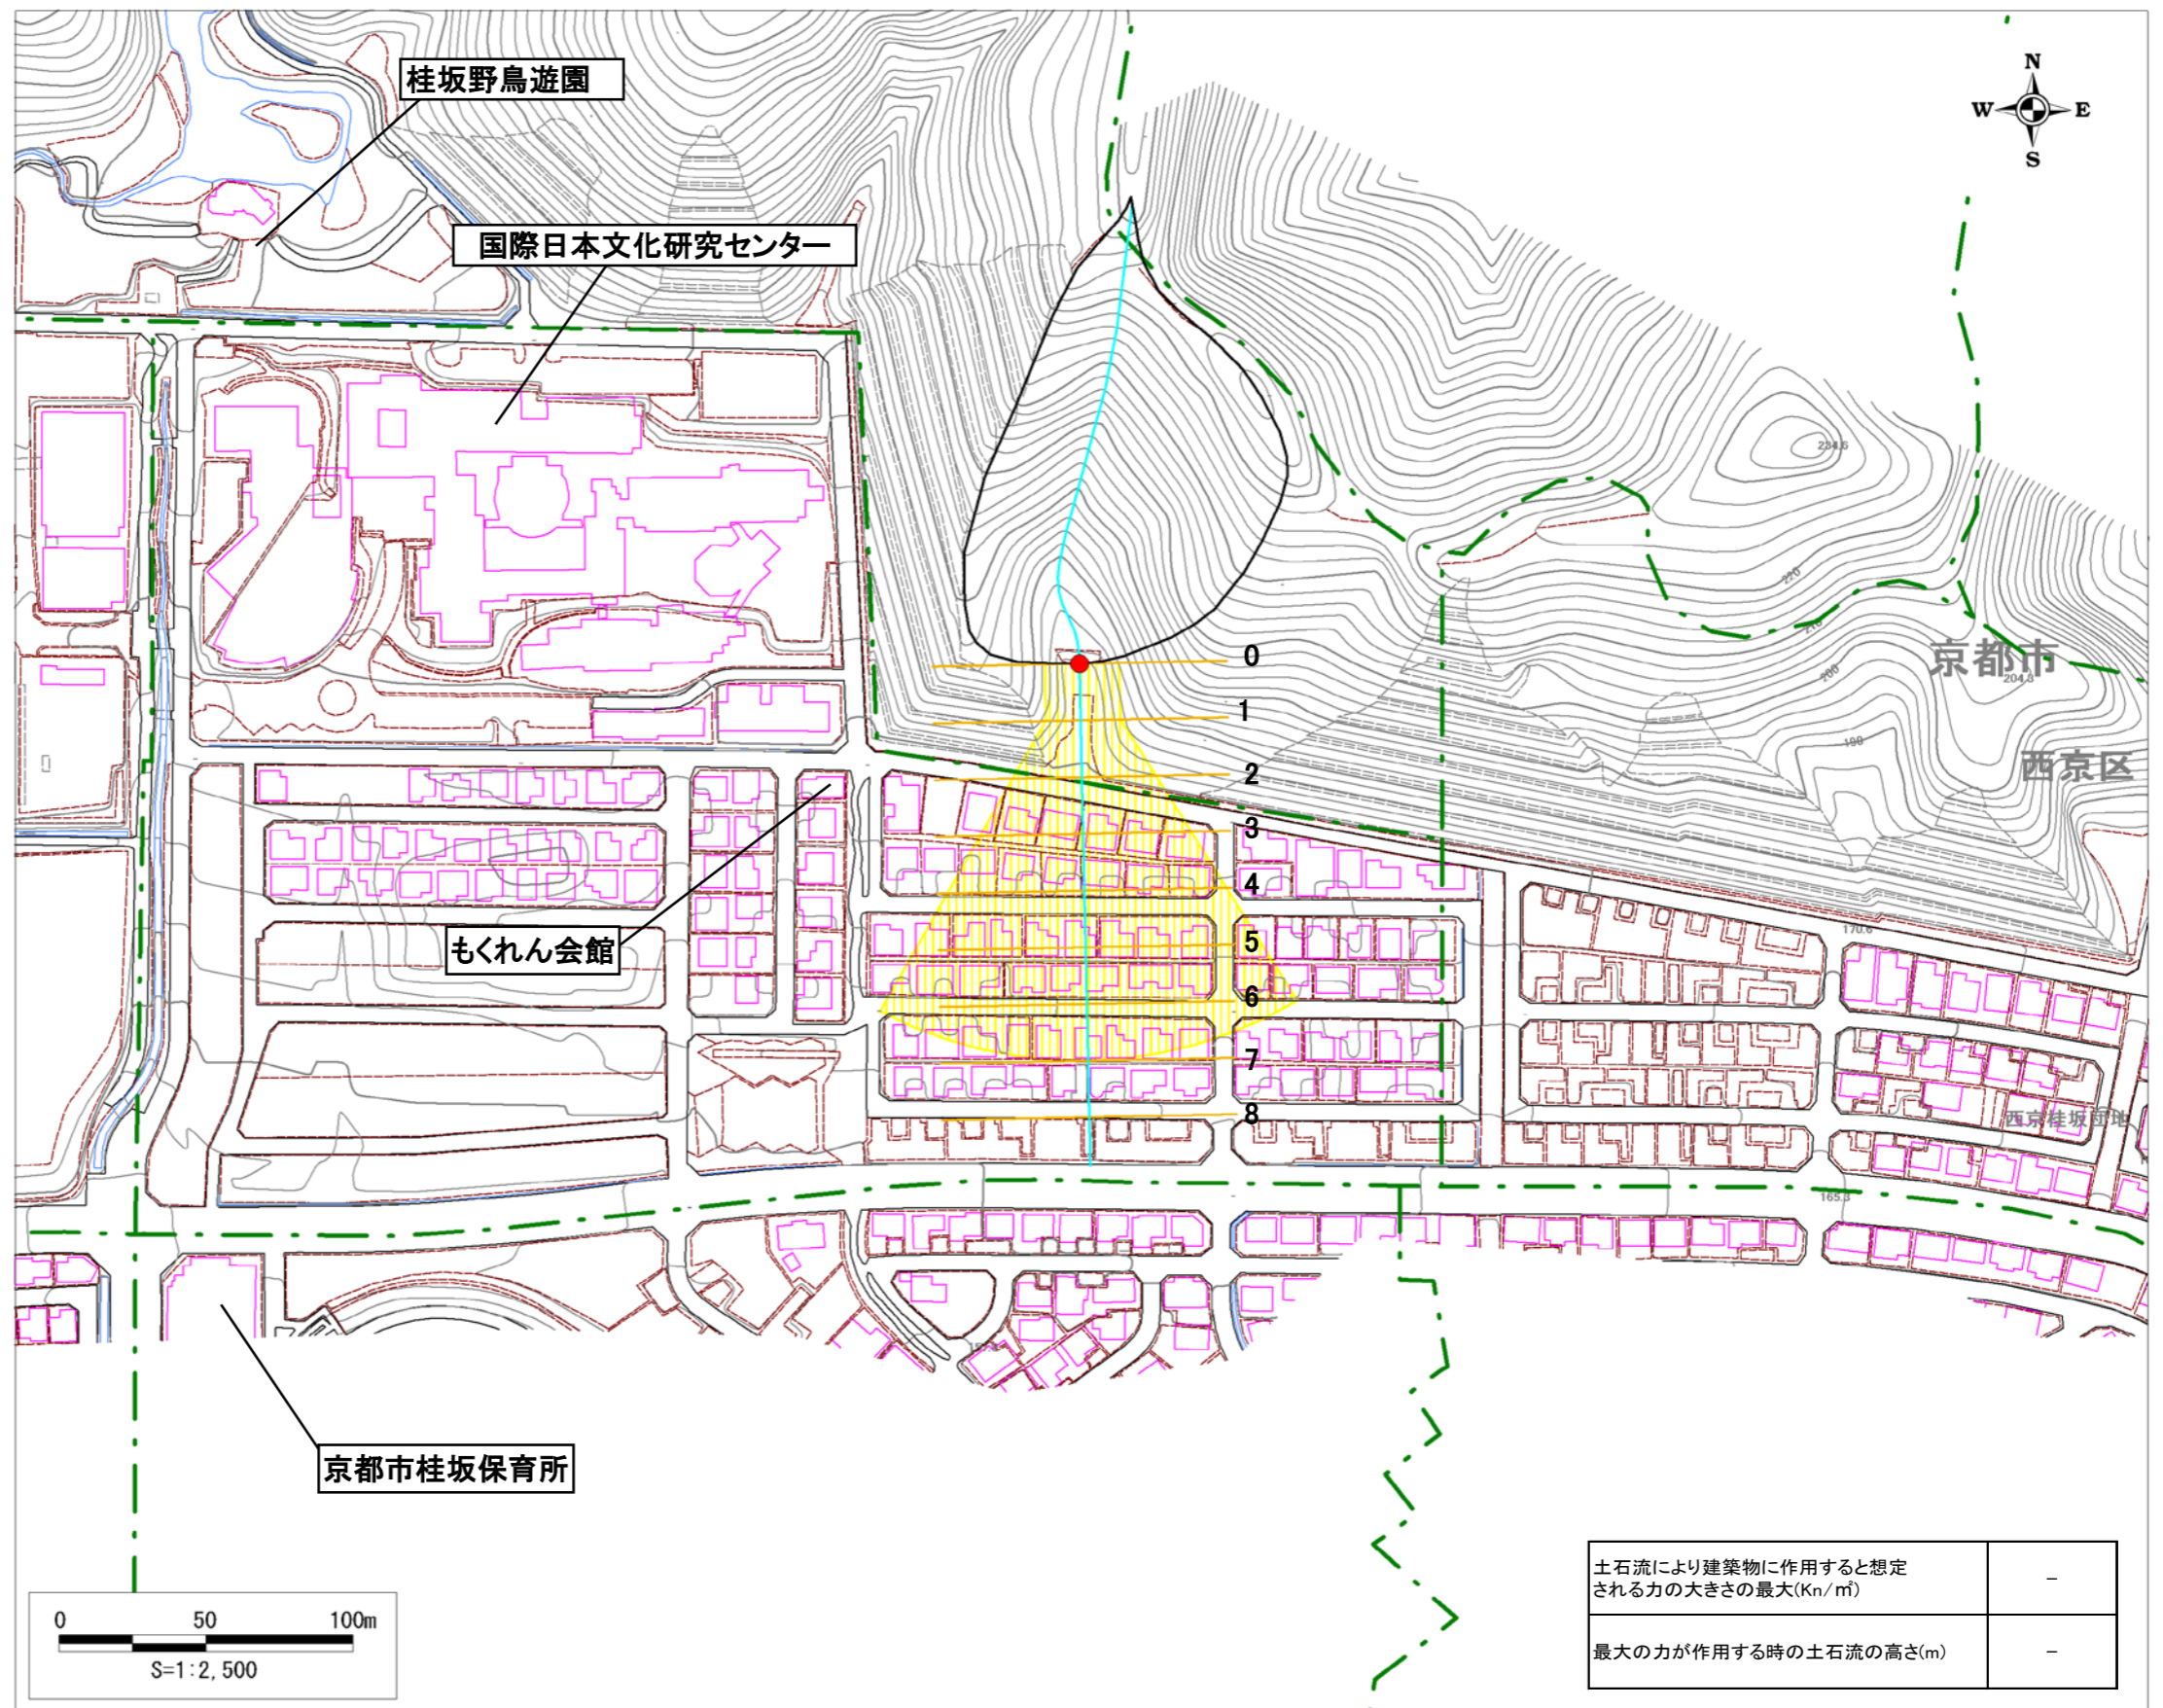 桂坂野鳥遊園
N
W E
S
国際日本文化研究センター
234.6
220
210
200
京都市
204.3
190
西京区
0
1
2
3
4
5
6
7
8
もくれん会館
170.6
西京桂坂団地
165.3
京都市桂坂保育所
土石流により建築物に作用すると想定
される力の大きさの最大(Kn/㎡) －
最大の力が作用する時の土石流の高さ(m) －
0 50 100m
S=1:2,500